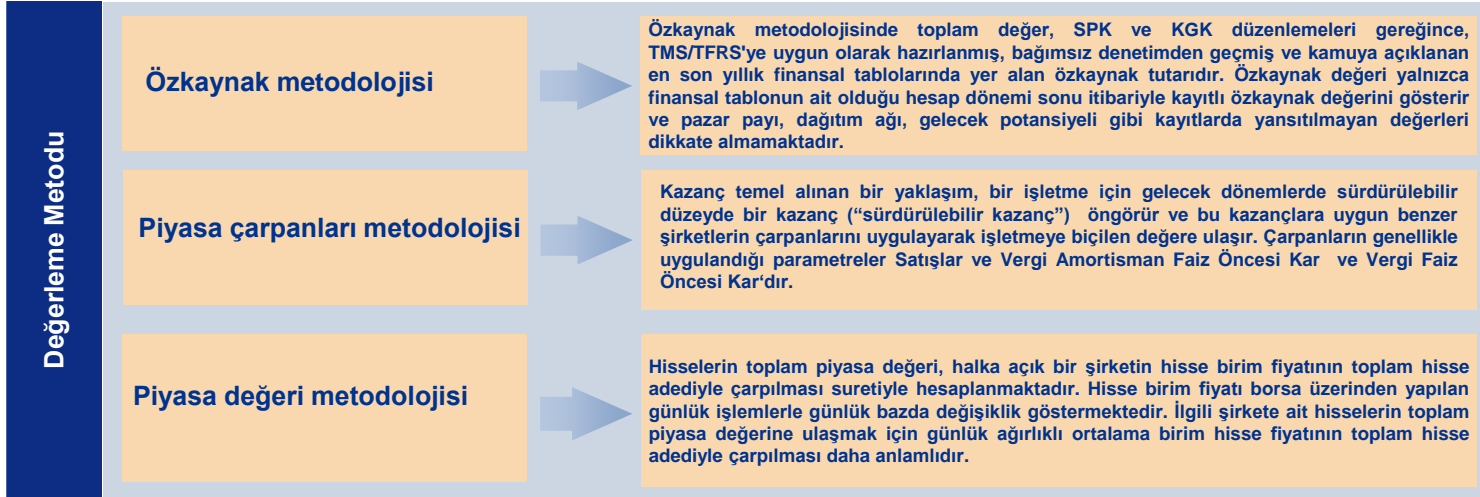 Değerleme Metodu
Özkaynak metodolojisi
Özkaynak metodolojisinde toplam değer, SPK ve KGK düzenlemeleri gereğince,
TMS/TFRS'ye uygun olarak hazırlanmış, bağımsız denetimden geçmiş ve kamuya açıklanan
en son yıllık finansal tablolarında yer alan özkaynak tutarıdır. Özkaynak değeri yalnızca
finansal tablonun ait olduğu hesap dönemi sonu itibariyle kayıtlı özkaynak değerini gösterir
ve pazar payı, dağıtım ağı, gelecek potansiyeli gibi kayıtlarda yansıtılmayan değerleri
dikkate almamaktadır.
Piyasa çarpanları metodolojisi
Kazanç temel alınan bir yaklaşım, bir işletme için gelecek dönemlerde sürdürülebilir
düzeyde bir kazanç (“sürdürülebilir kazanç”) öngörür ve bu kazançlara uygun benzer
şirketlerin çarpanlarını uygulayarak işletmeye biçilen değere ulaşır. Çarpanların genellikle
uygulandığı parametreler Satışlar ve Vergi Amortisman Faiz Öncesi Kar ve Vergi Faiz
Öncesi Kar‘dır.
Piyasa değeri metodolojisi
Hisselerin toplam piyasa değeri, halka açık bir şirketin hisse birim fiyatının toplam hisse
adediyle çarpılması suretiyle hesaplanmaktadır. Hisse birim fiyatı borsa üzerinden yapılan
günlük işlemlerle günlük bazda değişiklik göstermektedir. İlgili şirkete ait hisselerin toplam
piyasa değerine ulaşmak için günlük ağırlıklı ortalama birim hisse fiyatının toplam hisse
adediyle çarpılması daha anlamlıdır.